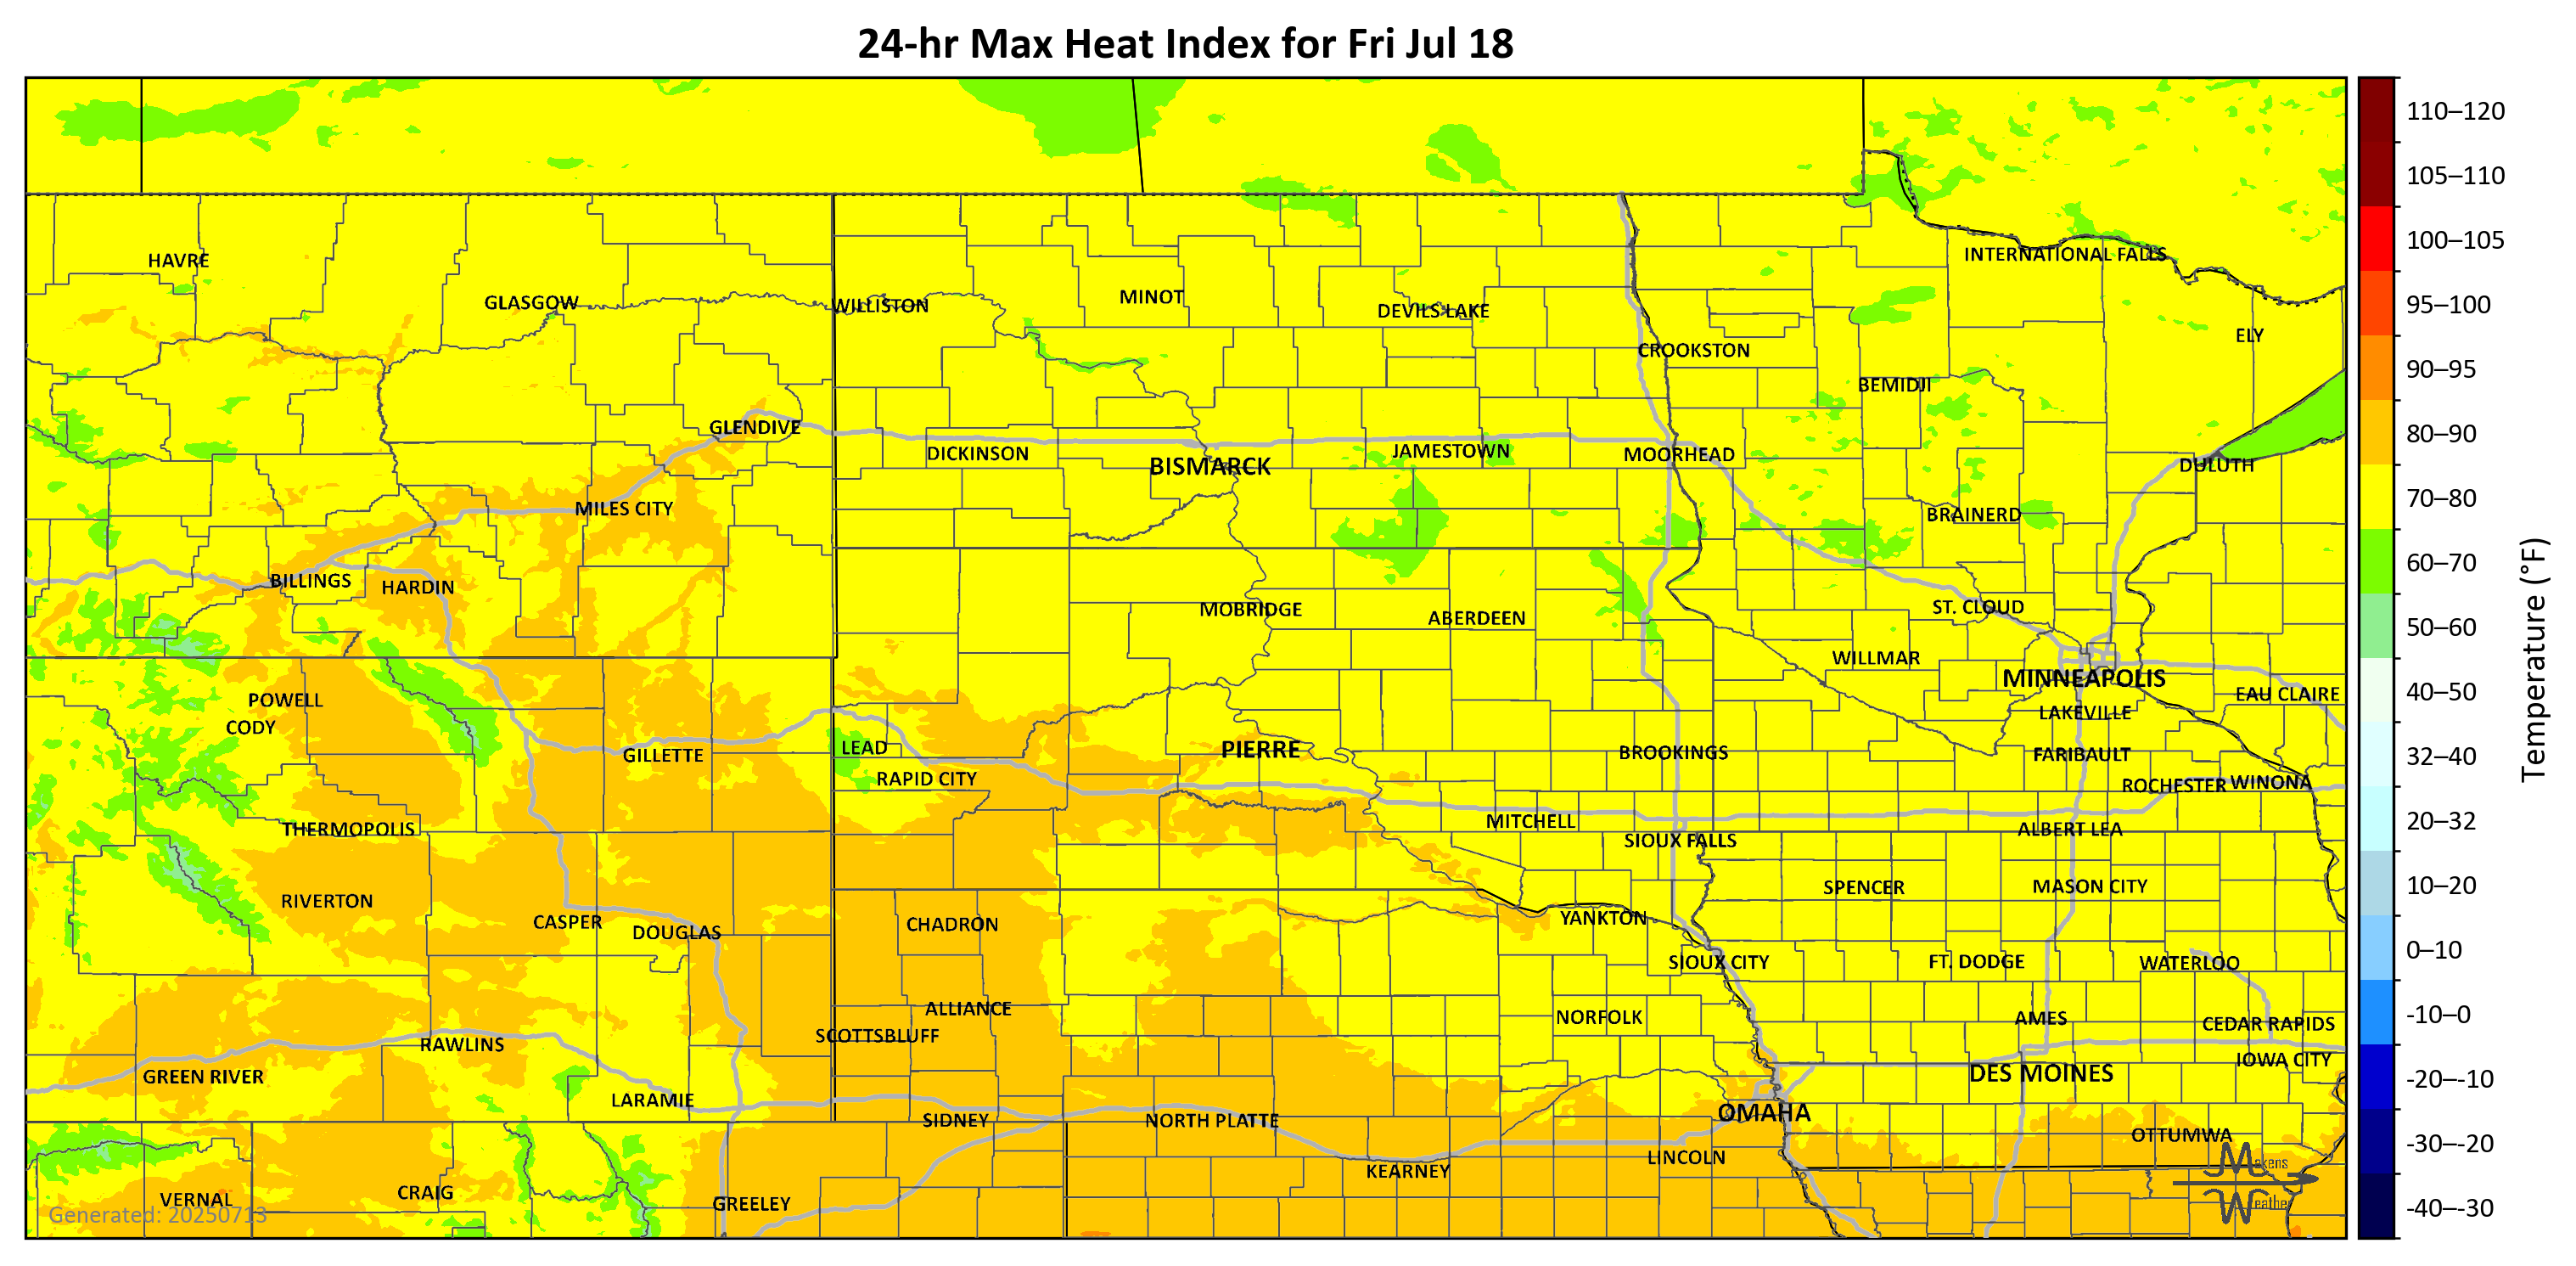 24-hr Max Heat Index for Fri Jul 18
HAVRE
GLASGOW
WILLISTON
MINOT
DEVILS LAKE
INTERNATIONAL FALLS
ELY
CROOKSTON
BEMIDJI
GLENDIVE
DICKINSON
BISMARCK
JAMESTOWN
MOORHEAD
DULUTH
MILES CITY
BRAINERD
BILLINGS
HARDIN
MOBRIDGE
ABERDEEN
ST. CLOUD
WILLMAR
MINNEAPOLIS
EAU CLAIRE
POWELL
CODY
LAKEVILLE
GILLETTE
LEAD
RAPID CITY
PIERRE
BROOKINGS
FARIBAULT
ROCHESTER
WINONA
THERMOPOLIS
MITCHELL
SIOUX FALLS
ALBERT LEA
RIVERTON
CASPER
DOUGLAS
CHADRON
YANKTON
SPENCER
MASON CITY
SIOUX CITY
FT. DODGE
WATERLOO
ALLIANCE
SCOTTSBLUFF
NORFOLK
AMES
CEDAR RAPIDS
RAWLINS
GREEN RIVER
IOWA CITY
DES MOINES
LARAMIE
SIDNEY
NORTH PLATTE
OMAHA
OTTUMWA
KEARNEY
LINCOLN
VERNAL
CRAIG
GREELEY
Generated: 20250713
Makens
Weather
110–120
105–110
100–105
95–100
90–95
80–90
70–80
60–70
50–60
40–50
32–40
20–32
10–20
0–10
-10–0
-20–-10
-30–-20
-40–-30
Temperature (°F)